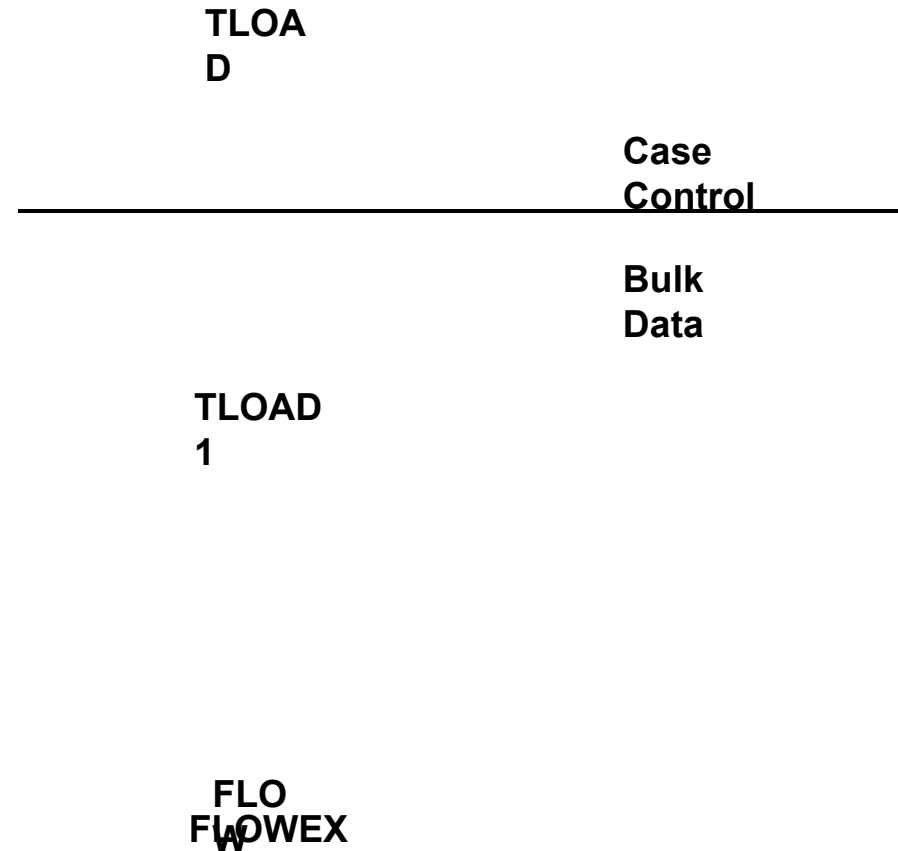 TLOA
D
Case
Control
Bulk
Data
TLOAD
1
FLO
W
FLOWEX